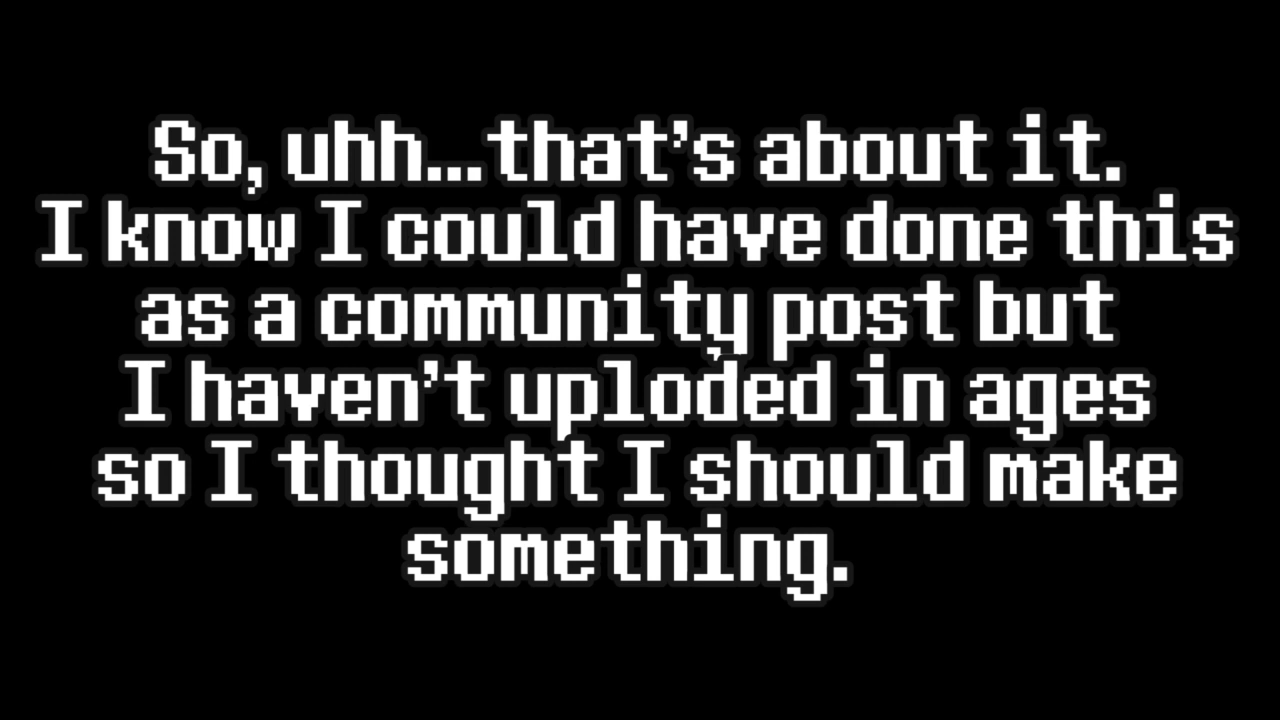 So, uhh...that's about it.
I know I could have done this
as a community post but
I haven't uploded in ages
so I thought I should make
something.